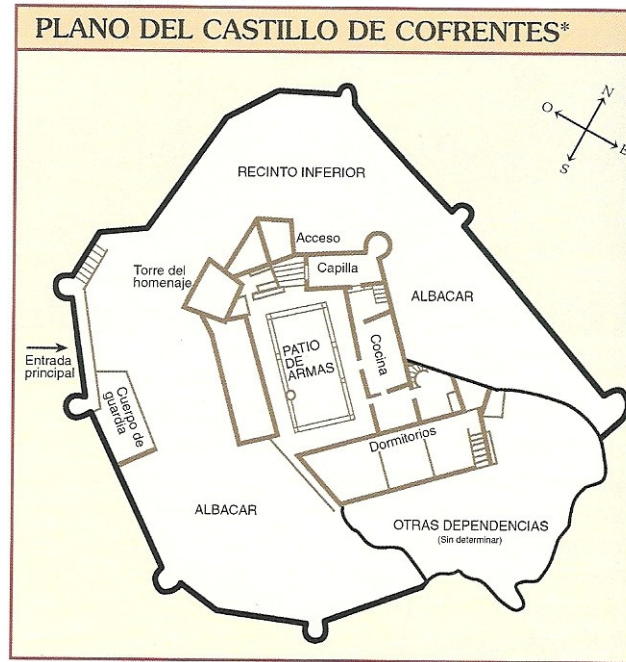 PLANO DEL CASTILLO DE COFRENTES*
N
O
E
S
RECINTO INFERIOR
Acceso
Torre del
homenaje
Capilla
ALBACAR
Entrada
principal
PATIO
DE
ARMAS
Cocina
Cuerpo de
guardia
Dormitorios
ALBACAR
OTRAS DEPENDENCIAS
(Sin determinar)